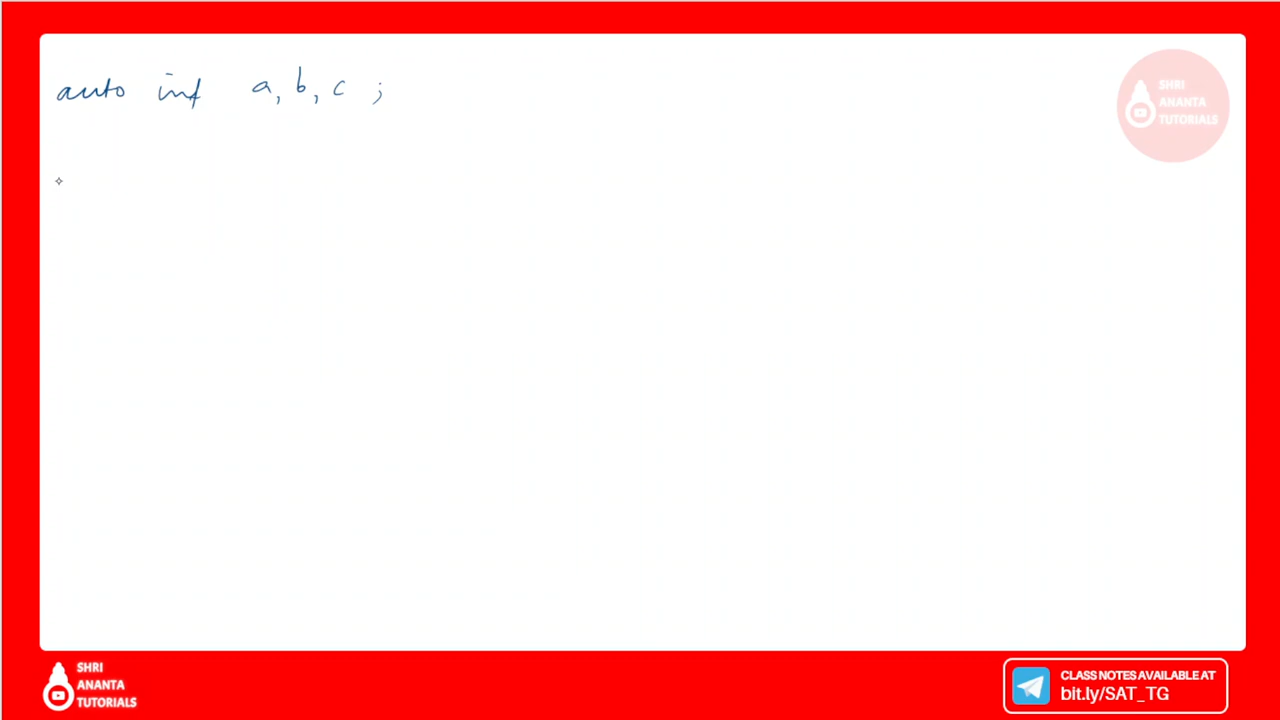 auto int a, b, c ;
SHRI
ANANTA
TUTORIALS
SHRI
ANANTA
TUTORIALS
CLASS NOTES AVAILABLE AT
bit.ly/SAT_TG